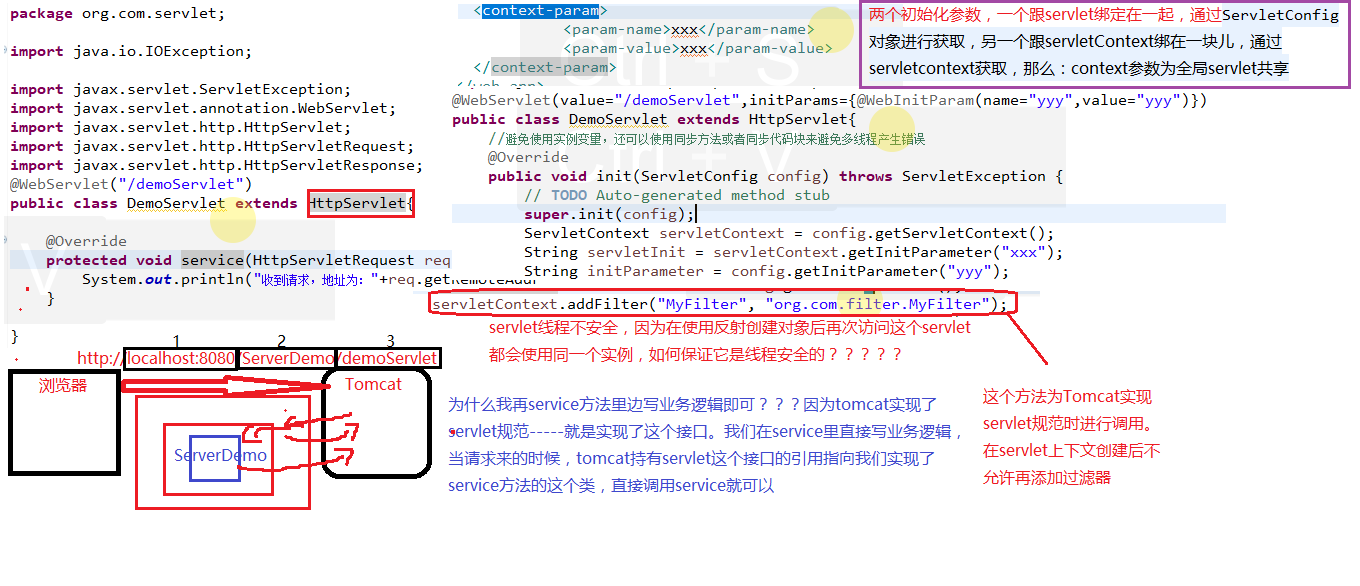 package org.com.servlet;
import java.io.IOException;
import javax.servlet.ServletException;
import javax.servlet.annotation.WebServlet;
import javax.servlet.http.HttpServlet;
import javax.servlet.http.HttpServletRequest;
import javax.servlet.http.HttpServletResponse;
@WebServlet("/demoServlet")
public class DemoServlet extends HttpServlet{
@Override
protected void service(HttpServletRequest req
System.out.println("收到请求，地址为："+req.getRemoteAddr
}
}
<context-param>
<param-name>xxx</param-name>
<param-value>xxx</param-value>
</context-param>
两个初始化参数，一个跟servlet绑定在一起，通过ServletConfig
对象进行获取，另一个跟servletContext绑在一块儿，通过
servletcontext获取，那么：context参数为全局servlet共享
@WebServlet(value="/demoServlet",initParams={@WebInitParam(name="yyy",value="yyy")})
public class DemoServlet extends HttpServlet{
//避免使用实例变量，还可以使用同步方法或者同步代码块来避免多线程产生错误
@Override
public void init(ServletConfig config) throws ServletException {
// TODO Auto-generated method stub
super.init(config);
ServletContext servletContext = config.getServletContext();
String servletInit = servletContext.getInitParameter("xxx");
String initParameter = config.getInitParameter("yyy");
servletContext.addFilter("MyFilter", "org.com.filter.MyFilter");
servlet线程不安全，因为在使用反射创建对象后再次访问这个servlet
都会使用同一个实例，如何保证它是线程安全的？？？？？
1 2 3
http://localhost:8080/ServerDemo/demoServlet
浏览器
Tomcat
ServerDemo
为什么我再service方法里边写业务逻辑即可？？？因为tomcat实现了
servlet规范-----就是实现了这个接口。我们在service里直接写业务逻辑，
当请求来的时候，tomcat持有servlet这个接口的引用指向我们实现了
service方法的这个类，直接调用service就可以
这个方法为Tomcat实现
servlet规范时进行调用。
在servlet上下文创建后不
允许再添加过滤器